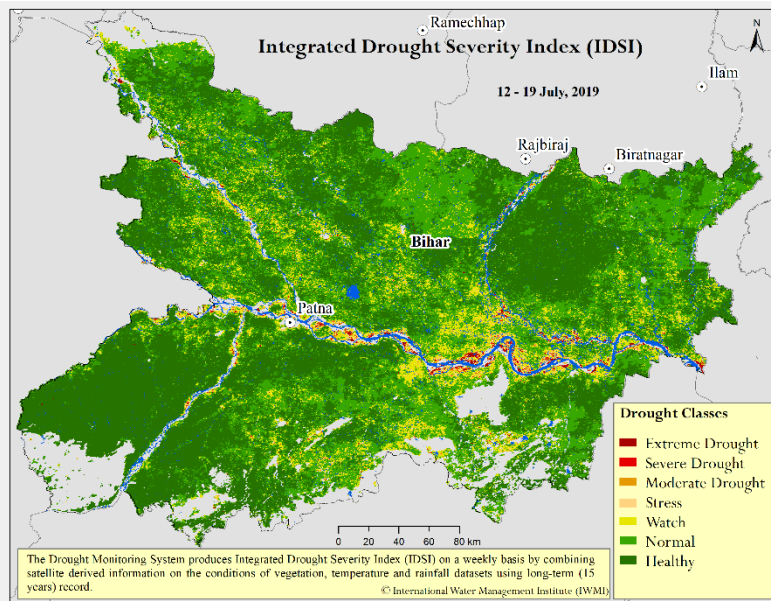 Ramechhap
Integrated Drought Severity Index (IDSI)
N
12 - 19 July, 2019
Ilam
Rajbiraj
Biratnagar
Bihar
Patna
Drought Classes
Extreme Drought
Severe Drought
Moderate Drought
Stress
Watch
Normal
Healthy
0 20 40 60 80
km
The Drought Monitoring System produces Integrated Drought Severity Index (IDSI) on a weekly basis by combining
satellite derived information on the conditions of vegetation, temperature and rainfall datasets using long-term (15
years) record.
© International Water Management Institute (IWMI)